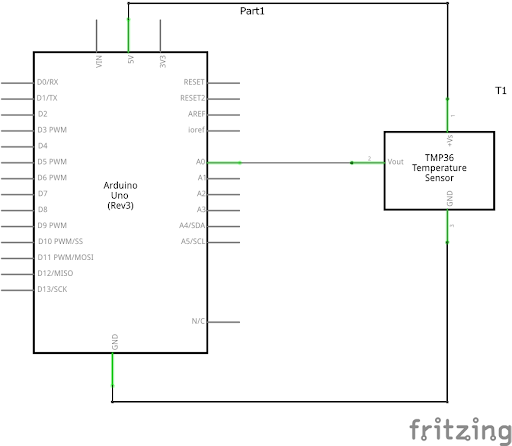 Part1
VIN
5V
3V3
T1
D0/RX
D1/TX
D2
D3 PWM
D4
D5 PWM
D6 PWM
D7
D8
D9 PWM
D10 PWM/SS
D11 PWM/MOSI
D12/MISO
D13/SCK
Arduino
Uno
(Rev3)
RESET
RESET2
AREF
ioref
A0
A1
A2
A3
A4/SDA
A5/SCL
N/C
GND
1
+Vs
2
Vout
TMP36
Temperature
Sensor
GND
3
fritzing